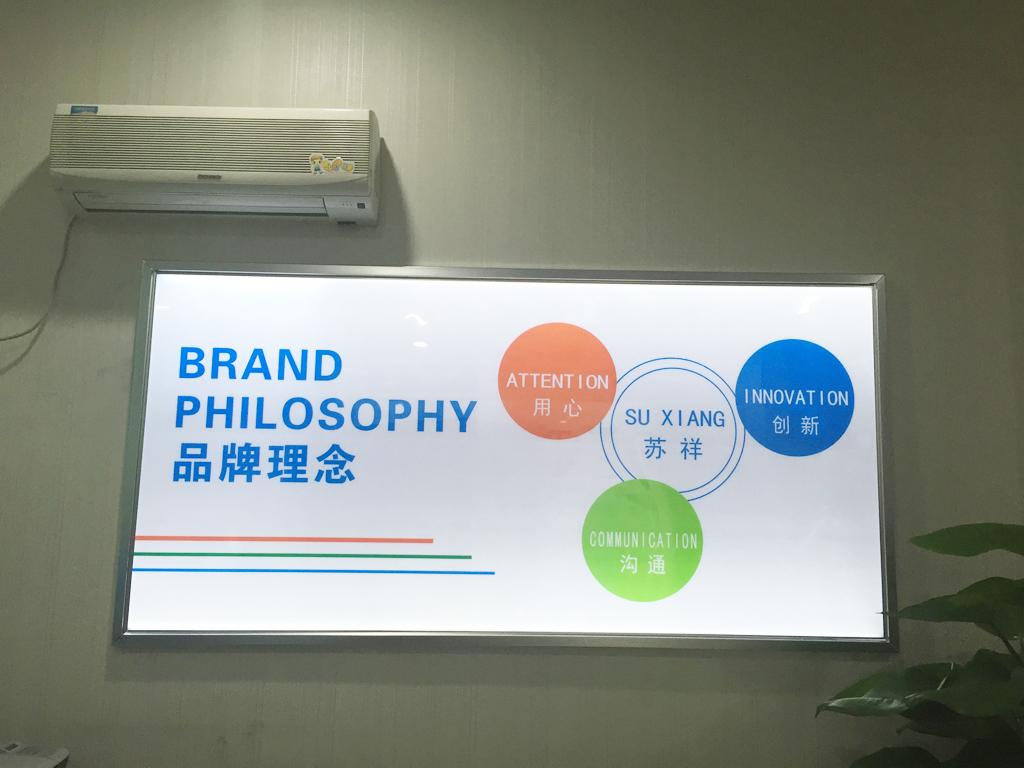 BRAND
PHILOSOPHY
品牌理念
ATTENTION
用心
SU XIANG
苏祥
INNOVATION
创新
COMMUNICATION
沟通